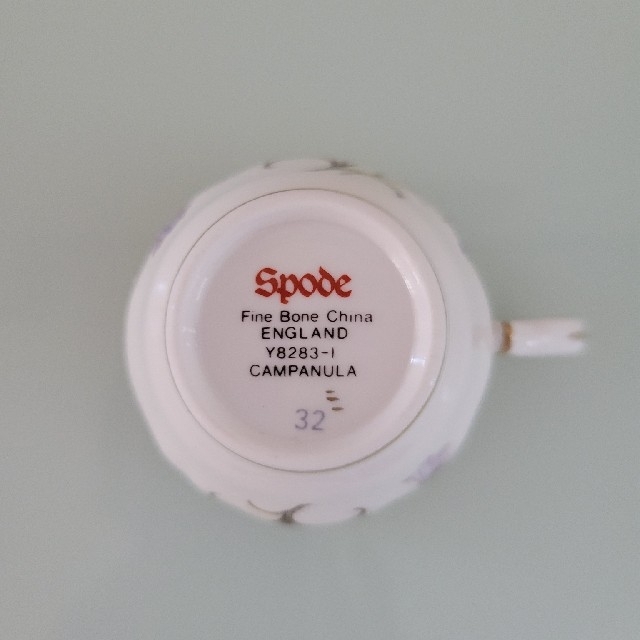 Spode
Fine Bone China
ENGLAND
Y8283-1
CAMPANULA
32